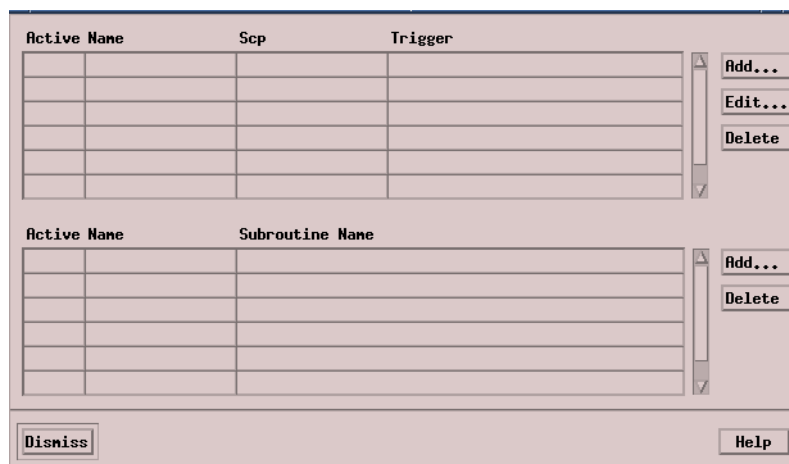 Active Name Scp Trigger
Add...
Edit...
Delete
Active Name Subroutine Name
Add...
Delete
Dismiss Help